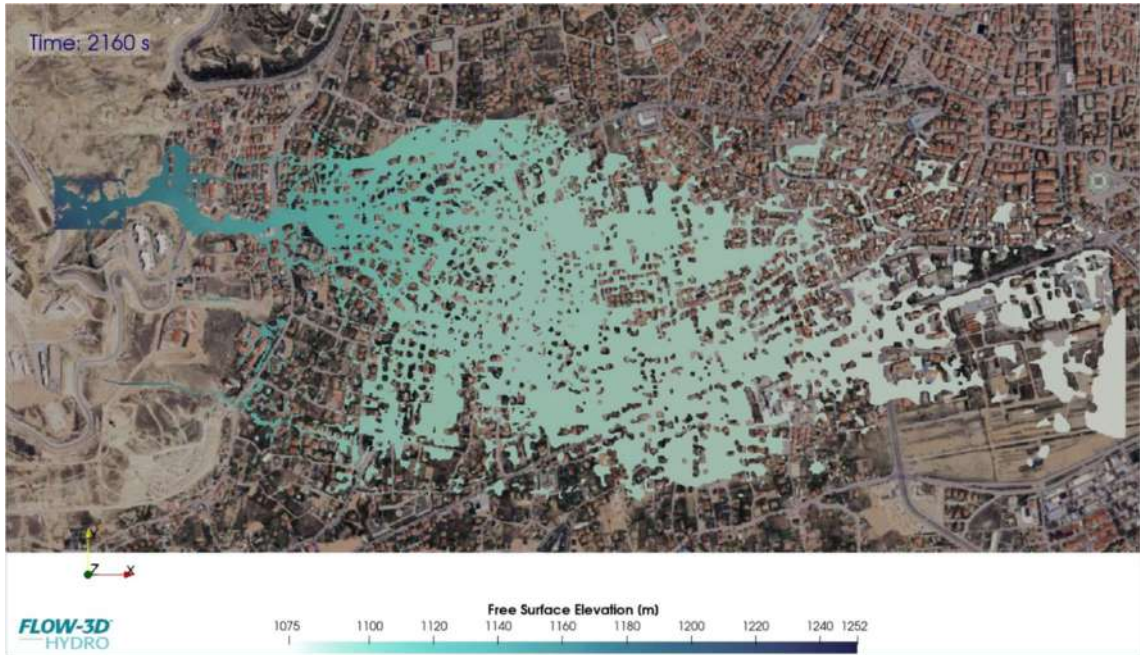 Time: 2160 s
Y
Z X
FLOW-3D
HYDRO
Free Surface Elevation (m)
1075 1100 1120 1140 1160 1180 1200 1220 1240 1252